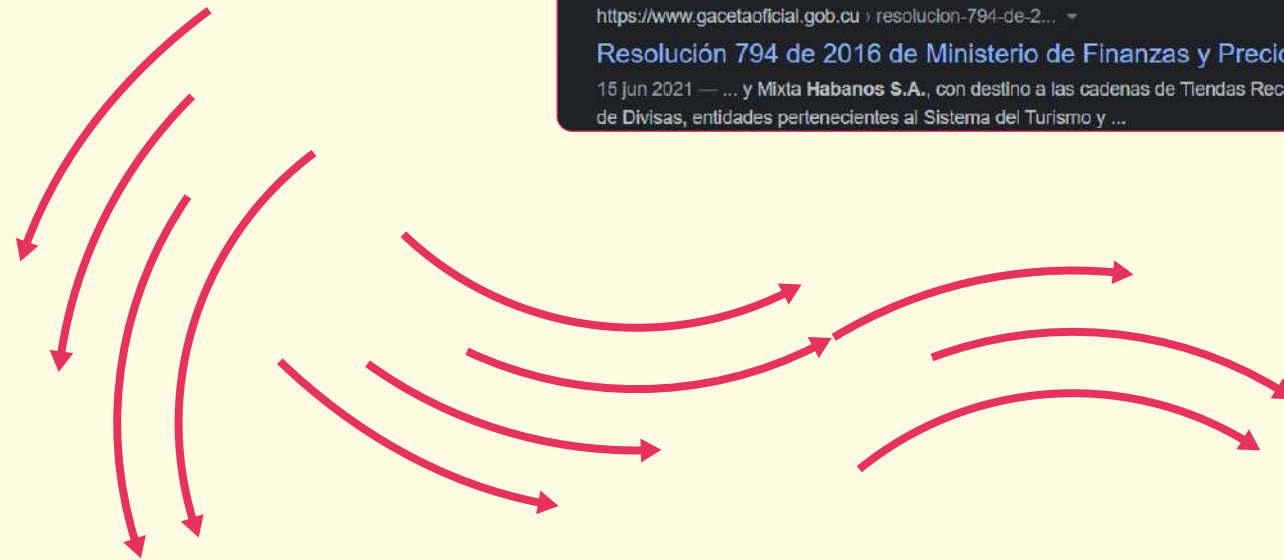 https://www.gacetaoficial.gob.cu › resolucion-794-de-2...
Resolución 794 de 2016 de Ministerio de Finanzas y Precio
15 jun 2021 — ... y Mixta Habanos S.A., con destino a las cadenas de Tiendas Rec
de Divisas, entidades pertenecientes al Sistema del Turismo y ...